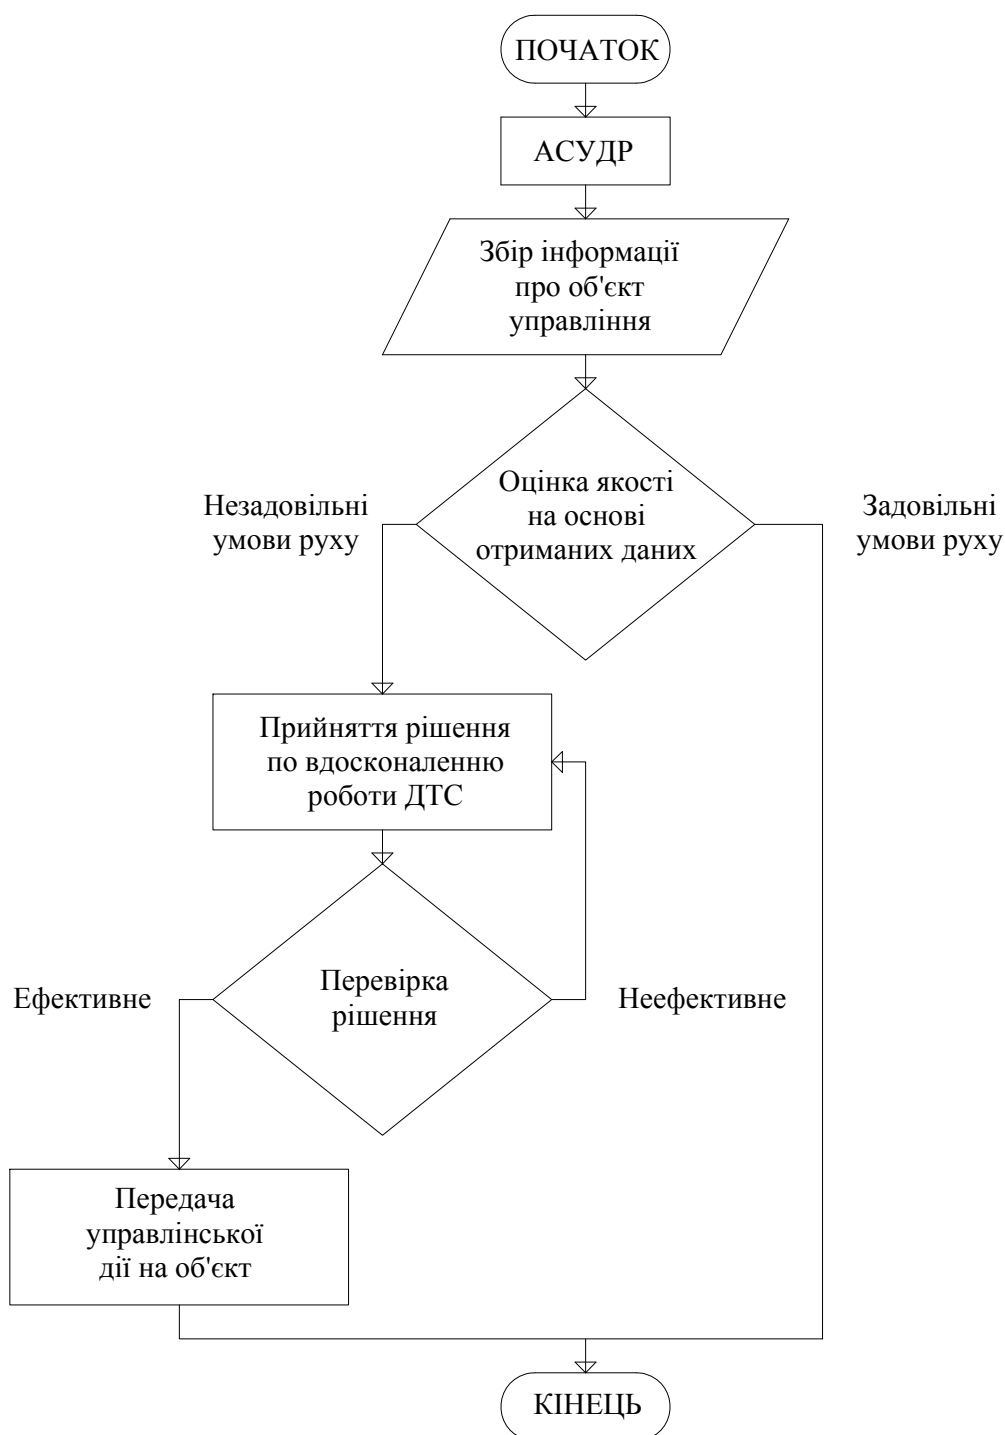 ПОЧАТОК
АСУДР
Збір інформації
про об'єкт
управління
Оцінка якості
на основі
отриманих даних
Незадовільні
умови руху
Задовільні
умови руху
Прийняття рішення
по вдосконаленню
роботи ДТС
Перевірка
рішення
Ефективне
Неефективне
Передача
управлінської
дії на об'єкт
КІНЕЦЬ